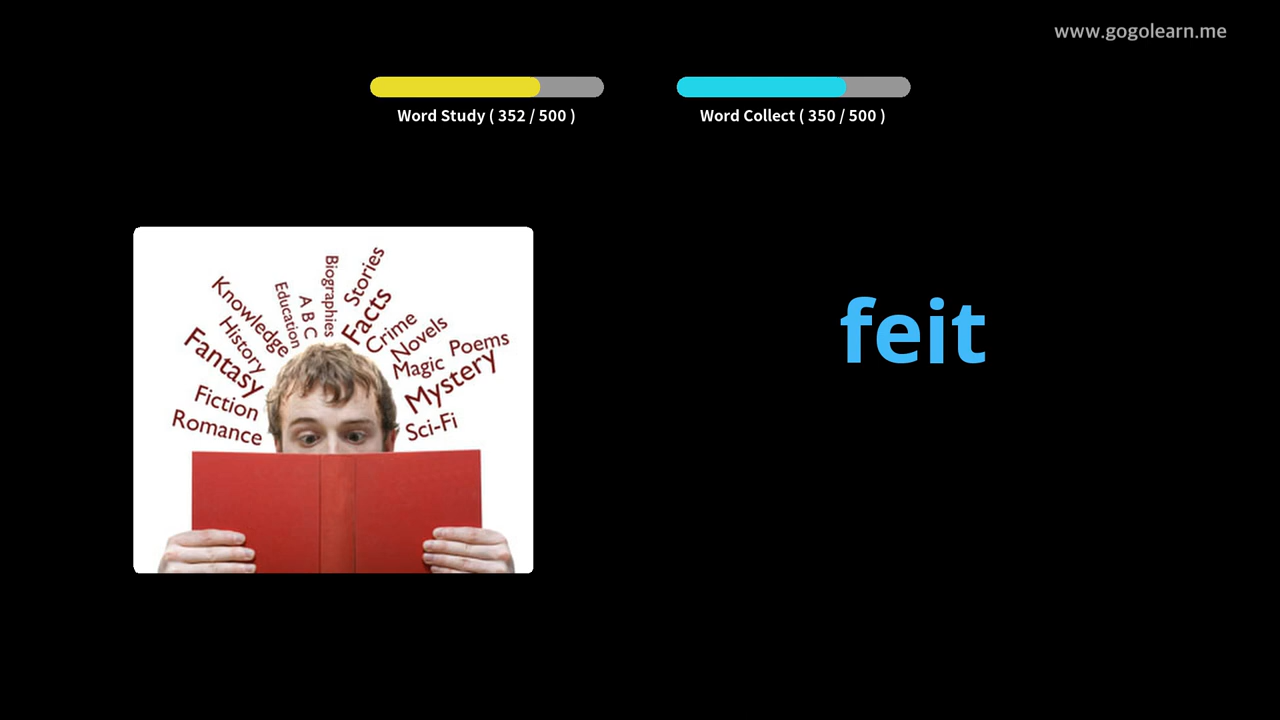 www.gogolearn.me
Word Study ( 352 / 500 )
Word Collect ( 350 / 500 )
feit
Biographies
Stories
Education
A B C
Facts
Knowledge
Crime
History
Novels
Poems
Fantasy
Magic
Mystery
Fiction
Romance
Sci-Fi